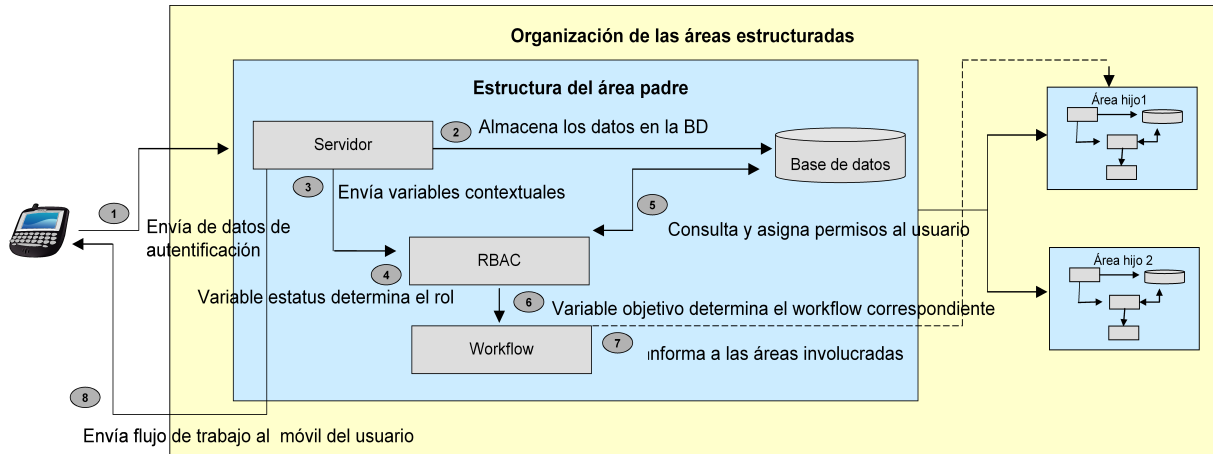 Organización de las áreas estructuradas
Estructura del área padre
Servidor
2
Almacena los datos en la BD
Base de datos
3
Envía variables contextuales
1
Envía de datos de
autentificación
5
Consulta y asigna permisos al usuario
RBAC
4
Variable estatus determina el rol
6
Variable objetivo determina el workflow correspondiente
Workflow
7
informa a las áreas involucradas
8
Envía flujo de trabajo al móvil del usuario
Área hijo1
Área hijo 2